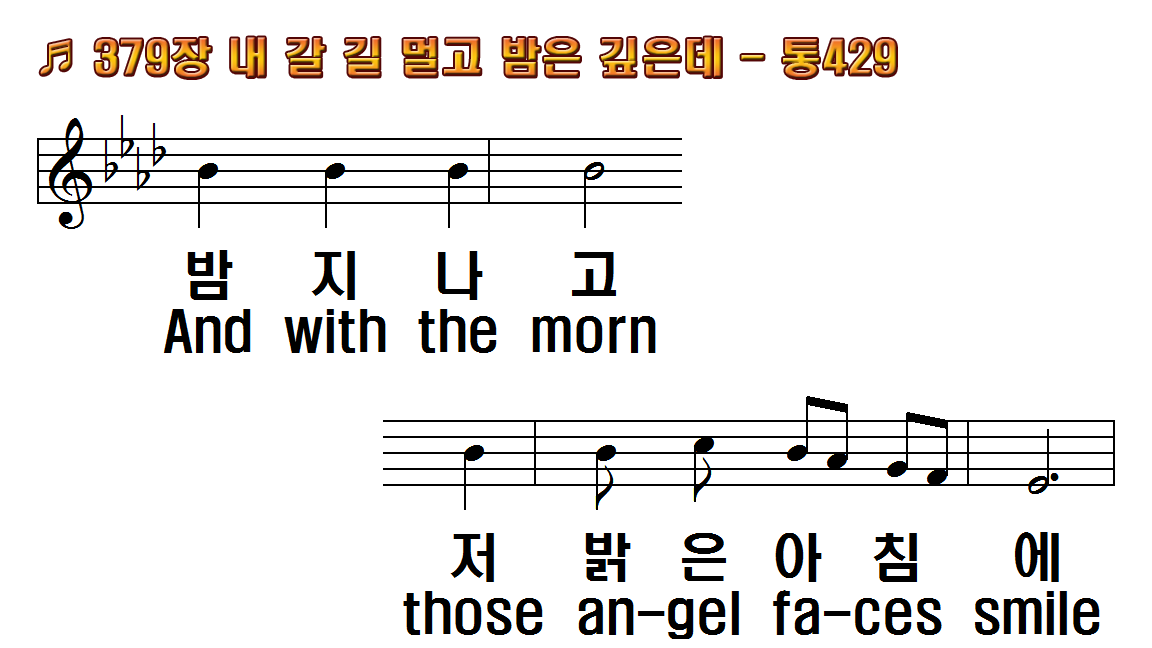 ♬ 379장 내 갈 길 멀고 밤은 깊은데 - 통429
밤 지 나 고
And with the morn
저 밝 은 아 침 에
those an-gel fa-ces smile